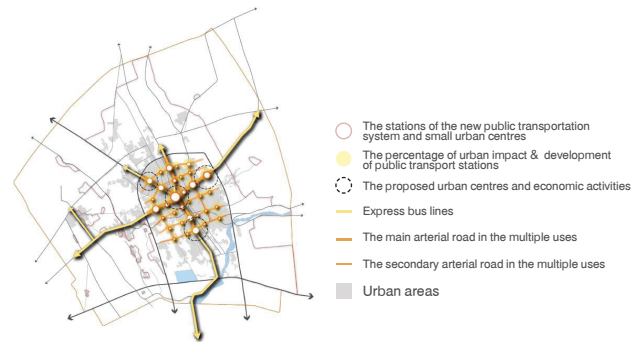 The stations of the new public transportation
system and small urban centres
The percentage of urban impact & development
of public transport stations
The proposed urban centres and economic activities
Express bus lines
The main arterial road in the multiple uses
The secondary arterial road in the multiple uses
Urban areas